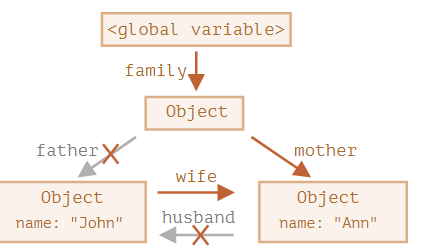 <global variable>
family
Object
father
mother
wife
Object
name: "John"
Object
name: "Ann"
husband